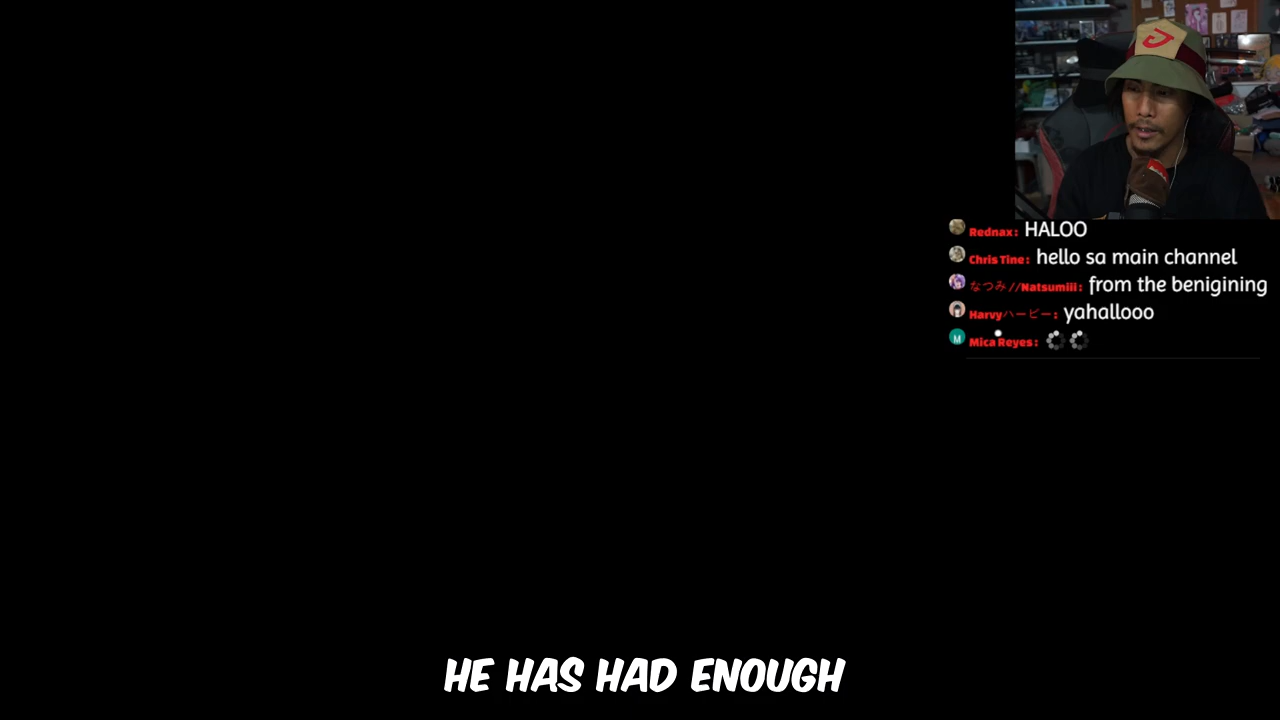 J
Rednax: HALOO
Chris Tine: hello sa main channel
なつみ//Natsumiii: from the benigining
Harvyハービー: yahallooo
M Mica Reyes:
HE HAS HAD ENOUGH